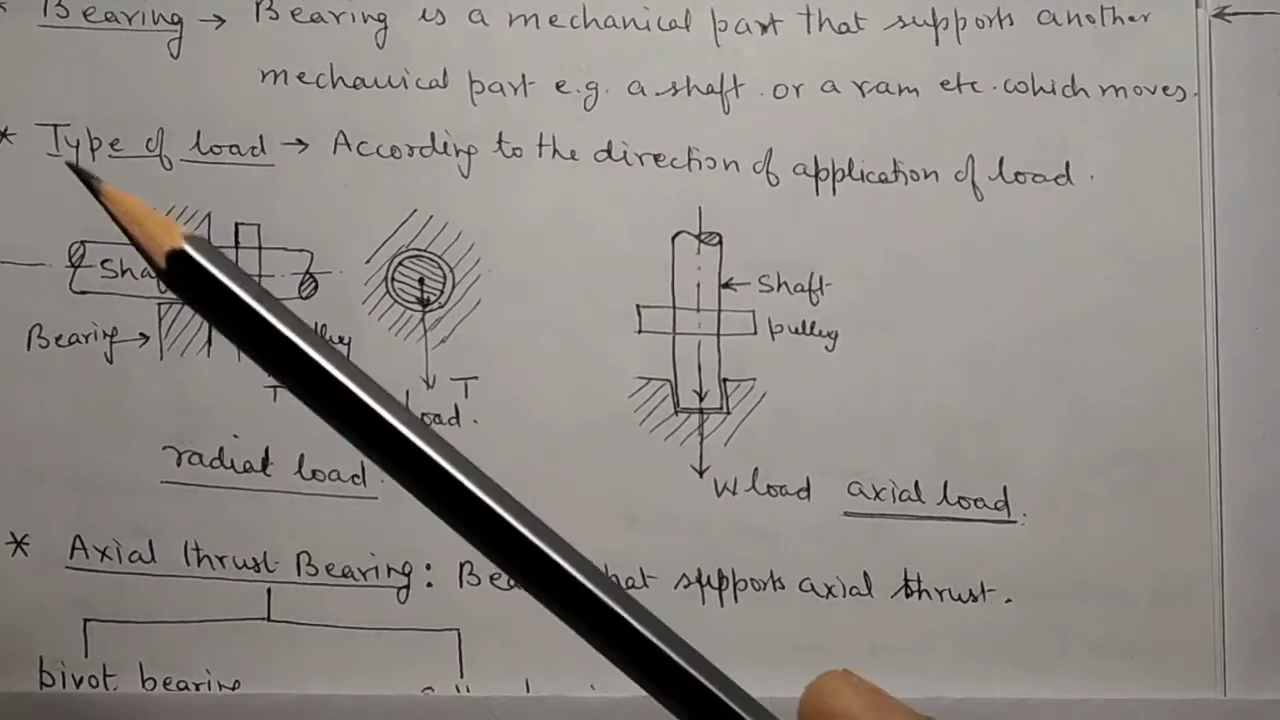 * Bearing → Bearing is a mechanical part that supports another
mechanical part e.g. a shaft or a ram etc. which moves.
* Type of load → According to the direction of application of load.
Shaft
pulley
Bearing →
T
T
load.
W load
radial load
axial load.
* Axial thrust Bearing: that supports axial thrust.
bivot bearing